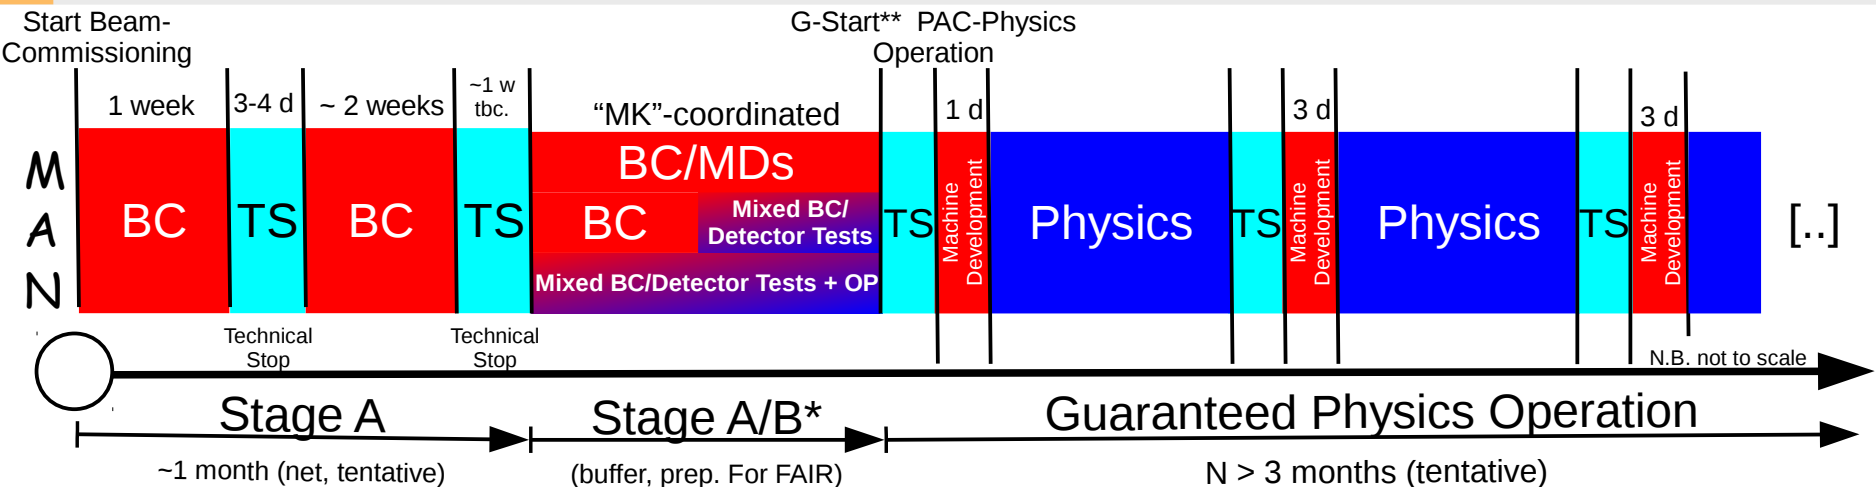 Start Beam-
Commissioning
G-Start** PAC-Physics
Operation
1 week
3-4 d
~ 2 weeks
~1 w
tbc.
“MK”-coordinated
1 d
3 d
3 d
MAN
BC
TS
BC
TS
BC/MDs
BC
Mixed BC/
Detector Tests
Mixed BC/Detector Tests + OP
TS
Machine
Development
Physics
TS
Machine
Development
Physics
TS
Machine
Development
[..]
Technical
Stop
Technical
Stop
N.B. not to scale
Stage A
Stage A/B*
Guaranteed Physics Operation
~1 month (net, tentative)
(buffer, prep. For FAIR)
N > 3 months (tentative)